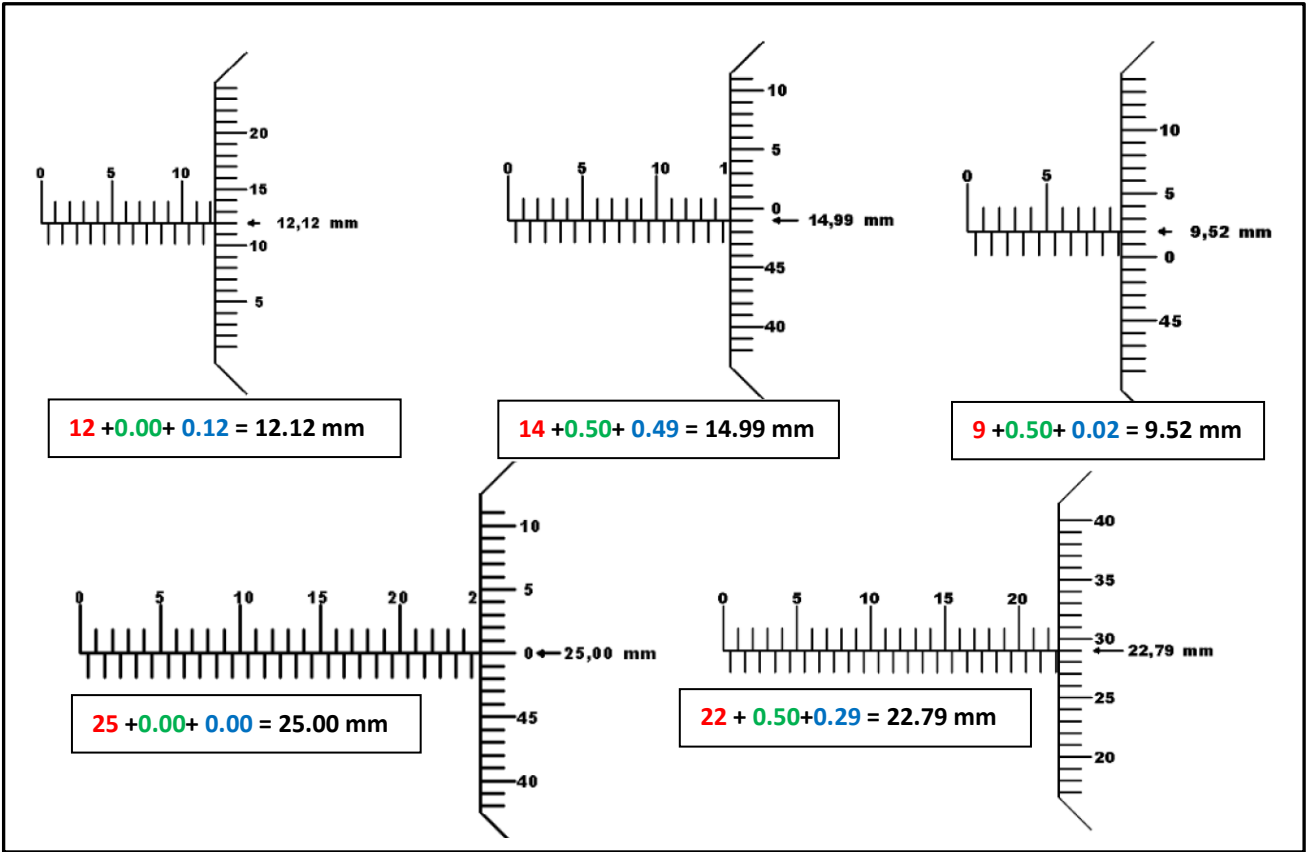 20
0 5 10
15
12,12 mm
10
5
12 +0.00+ 0.12 = 12.12 mm
10
5
0 5 10 1
0
14,99 mm
45
40
14 +0.50+ 0.49 = 14.99 mm
10
0 5
5
9,52 mm
0
45
9 +0.50+ 0.02 = 9.52 mm
10
5
0 5 10 15 20 2
0
25,00 mm
45
40
25 +0.00+ 0.00 = 25.00 mm
40
35
0 5 10 15 20
30
22,79 mm
25
20
22 + 0.50+0.29 = 22.79 mm